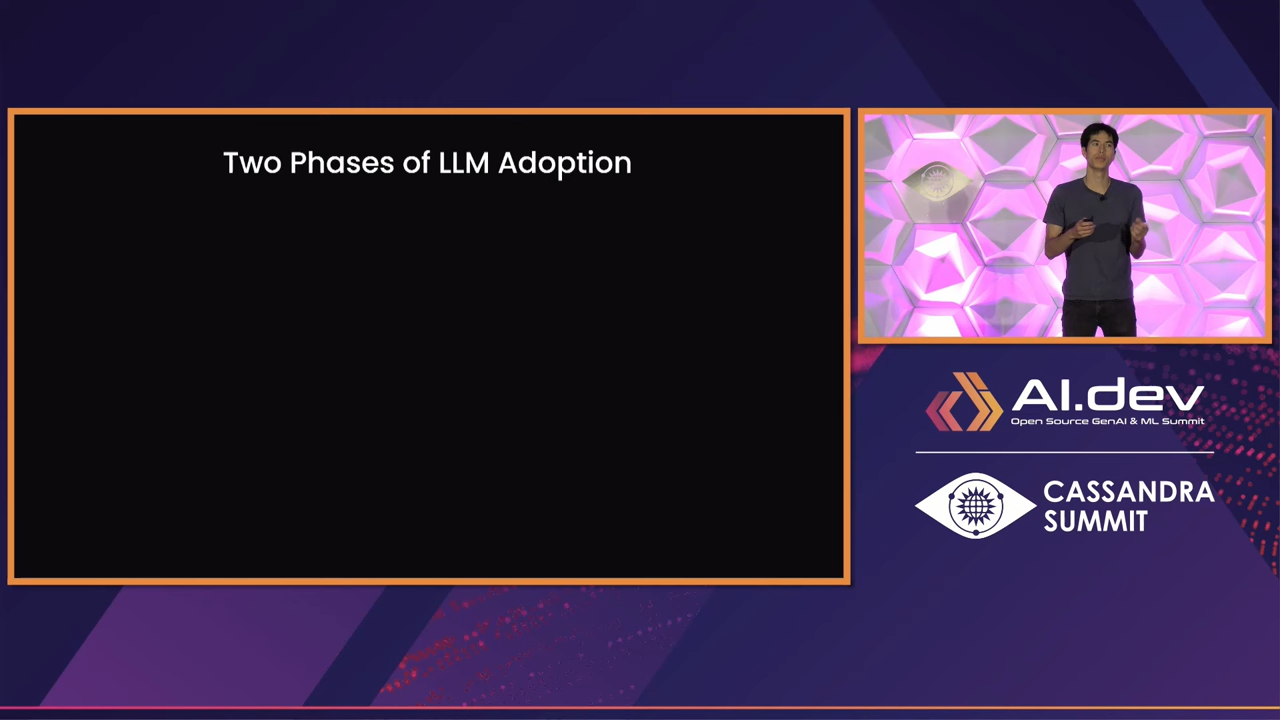 Two Phases of LLM Adoption
AI.dev
Open Source GenAI & ML Summit
CASSANDRA
SUMMIT